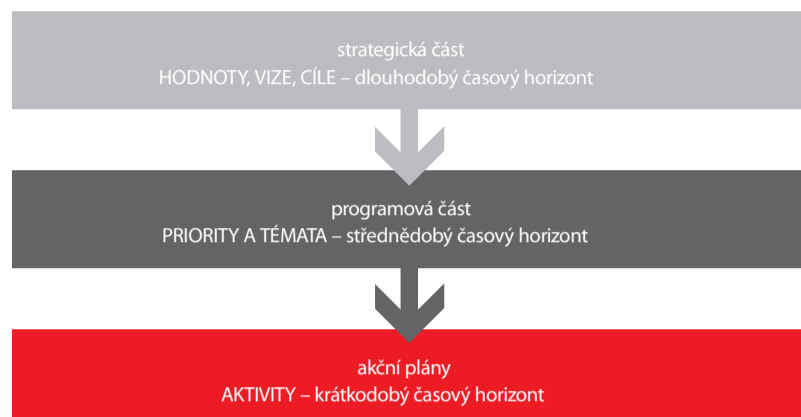 strategická část
HODNOTY, VIZE, CÍLE – dlouhodobý časový horizont
programová část
PRIORITY A TÉMATA – střednědobý časový horizont
akční plány
AKTIVITY – krátkodobý časový horizont